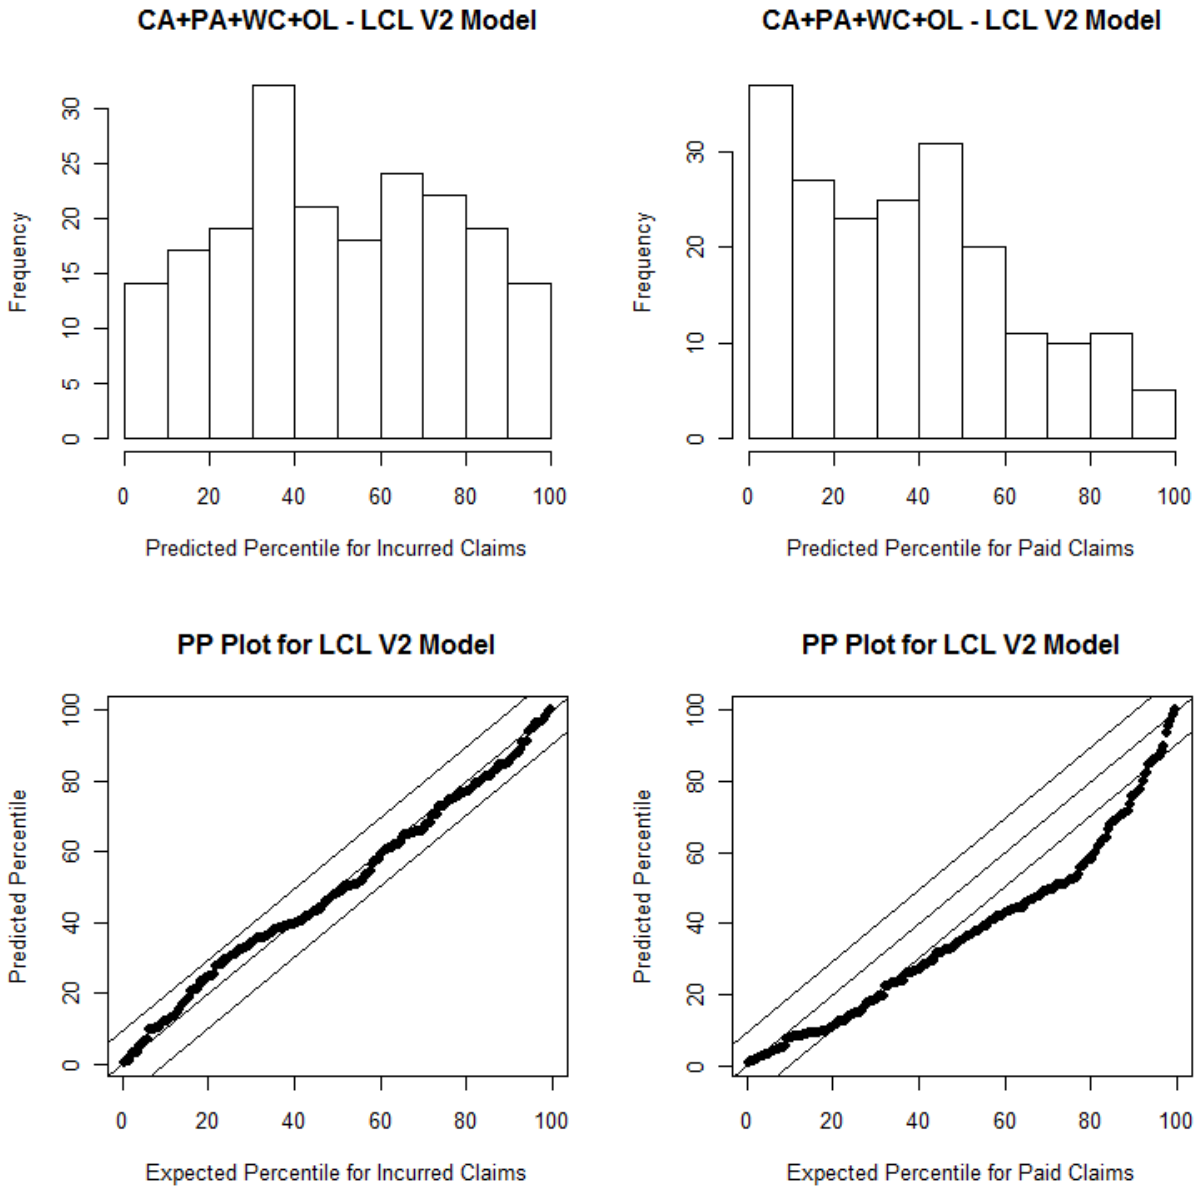 CA+PA+WC+OL - LCL V2 Model
Frequency
0
5
10
15
20
25
30
0 20 40 60 80 100
Predicted Percentile for Incurred Claims
CA+PA+WC+OL - LCL V2 Model
Frequency
0
10
20
30
0 20 40 60 80 100
Predicted Percentile for Paid Claims
PP Plot for LCL V2 Model
Predicted Percentile
0
20
40
60
80
100
0 20 40 60 80 100
Expected Percentile for Incurred Claims
PP Plot for LCL V2 Model
Predicted Percentile
0
20
40
60
80
100
0 20 40 60 80 100
Expected Percentile for Paid Claims